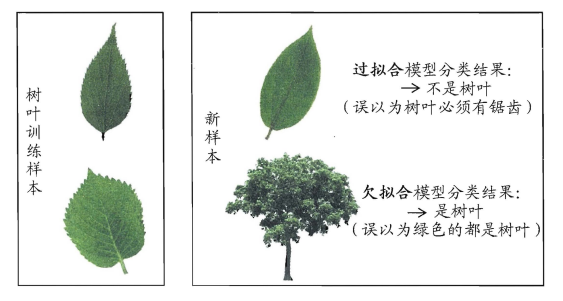 树叶训练样本
新样本
过拟合模型分类结果:
→ 不是树叶
(误以为树叶必须有锯齿)
欠拟合模型分类结果:
→ 是树叶
(误以为绿色的都是树叶)